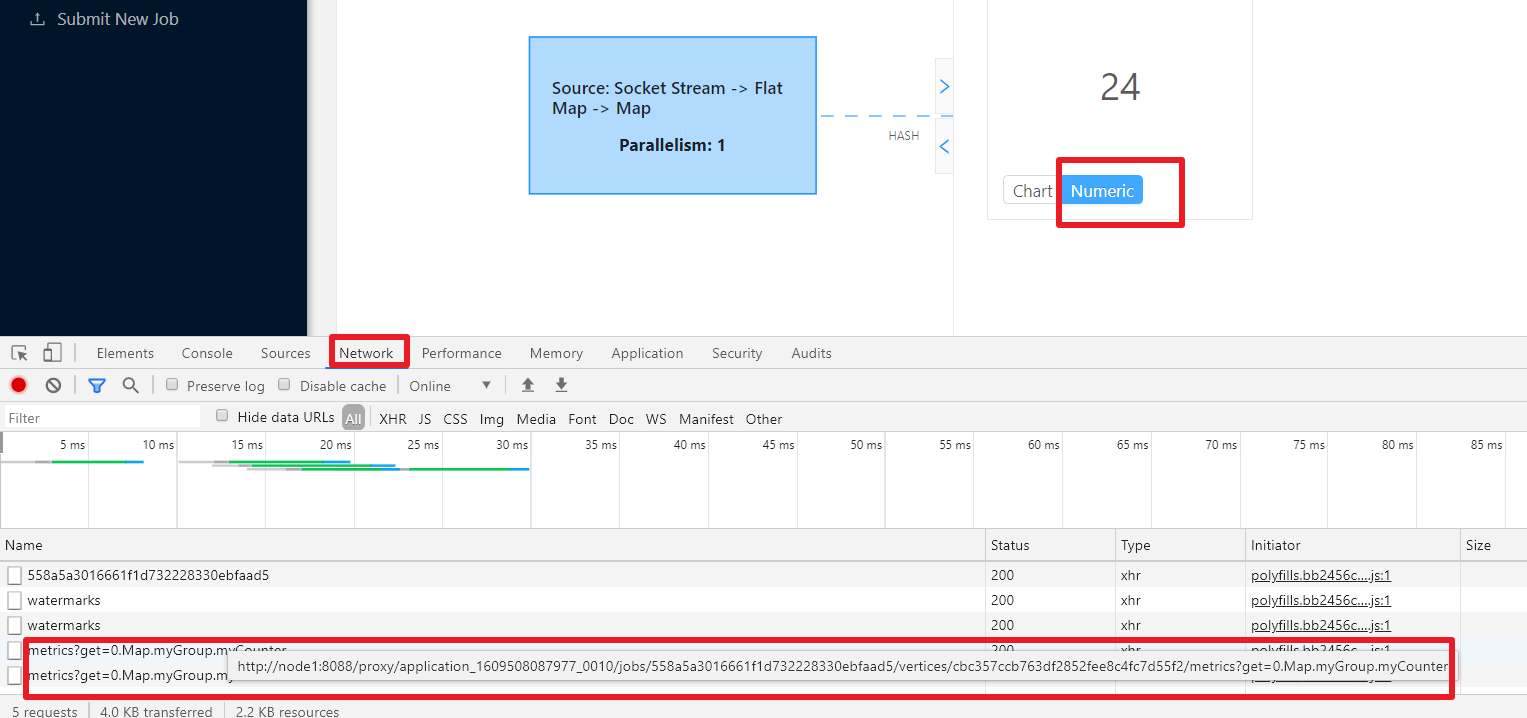 Submit New Job
Source: Socket Stream -> Flat
Map -> Map
Parallelism: 1
HASH
24
Chart Numeric
Elements Console Sources Network Performance Memory Application Security Audits
Preserve log Disable cache Online
Filter Hide data URLs All XHR JS CSS Img Media Font Doc WS Manifest Other
5 ms 10 ms 15 ms 20 ms 25 ms 30 ms 35 ms 40 ms 45 ms 50 ms 55 ms 60 ms 65 ms 70 ms 75 ms 80 ms 85 ms
Name Status Type Initiator Size
558a5a3016661f1d732228330ebfaad5 200 xhr polyfills.bb2456c....js:1
watermarks 200 xhr polyfills.bb2456c....js:1
watermarks 200 xhr polyfills.bb2456c....js:1
metrics?get=0.Map.myGroup.myCounter 200 xhr polyfills.bb2456c....js:1
http://node1:8088/proxy/application_1609508087977_0010/jobs/558a5a3016661f1d732228330ebfaad5/vertices/cbc357ccb763df2852fee8c4fc7d55f2/metrics?get=0.Map.myGroup.myCounter
metrics?get=0.Map.myGroup.my
5 requests 4.0 KB transferred 2.2 KB resources